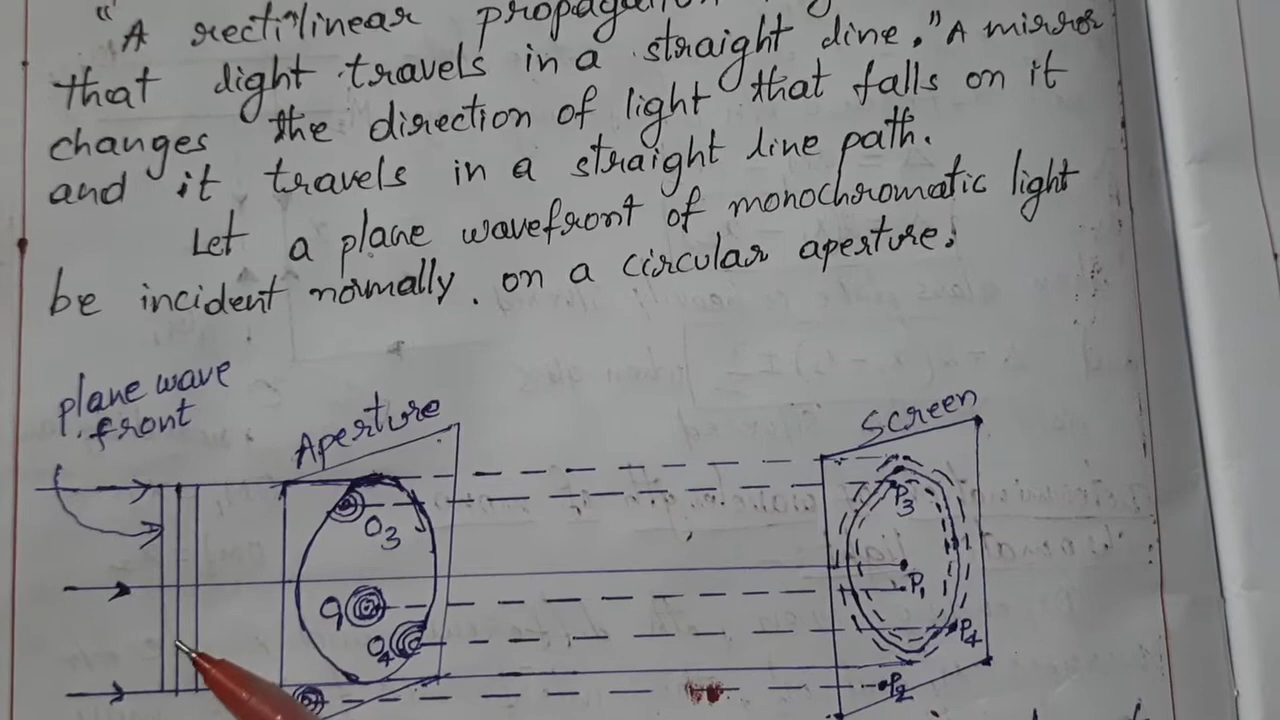 "A rectilinear propagation
that light travels in a straight line." A mirror
changes the direction of light that falls on it
and it travels in a straight line path.
Let a plane wavefront of monochromatic light
be incident normally. on a circular aperture.
plane wave
front
Aperture
Screen
O3
P3
P1
O4
P4
P2